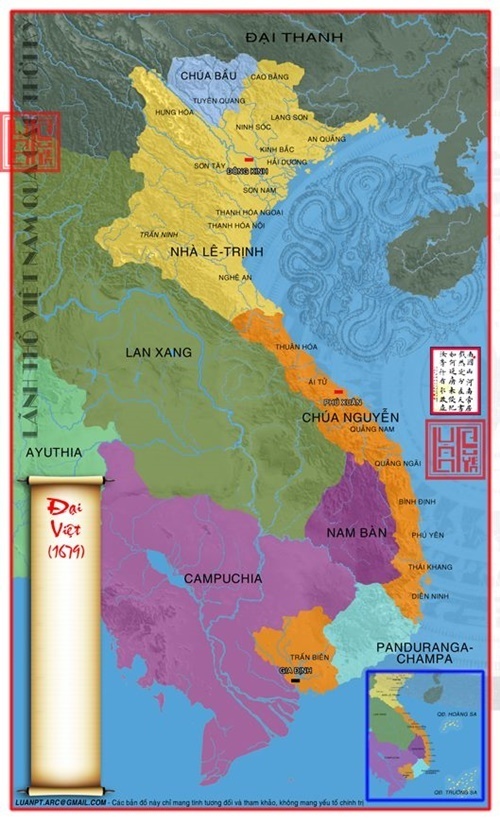 ĐẠI THANH
CHÚA BẦU
CAO BẰNG
TUYÊN QUANG
HƯNG HÓA
LẠNG SƠN
NINH SÓC
AN QUẢNG
KINH BẮC
HẢI DƯƠNG
SƠN TÂY
ĐÔNG KINH
SƠN NAM
THANH HÓA NGOẠI
THANH HÓA NỘI
TRẤN NINH
NHÀ LÊ-TRỊNH
NGHỆ AN
LÃNH THỔ VIỆT NAM QUA
LAN XANG
THUẬN HÓA
ÁI TỬ
PHÚ XUÂN
CHÚA NGUYỄN
QUẢNG NAM
AYUTHIA
QUẢNG NGÃI
Đại
Việt
(1679)
BÌNH ĐỊNH
NAM BÀN
PHÚ YÊN
THÁI KHANG
CAMPUCHIA
DIÊN NINH
PANDURANGA-
CHAMPA
TRẤN BIÊN
GIA ĐỊNH
QĐ. HOÀNG SA
QĐ. TRƯỜNG SA
LUANPT.ARC@GMAIL.COM - Các bản đồ này chỉ mang tính tương đối và tham khảo, không mang yếu tố chính trị